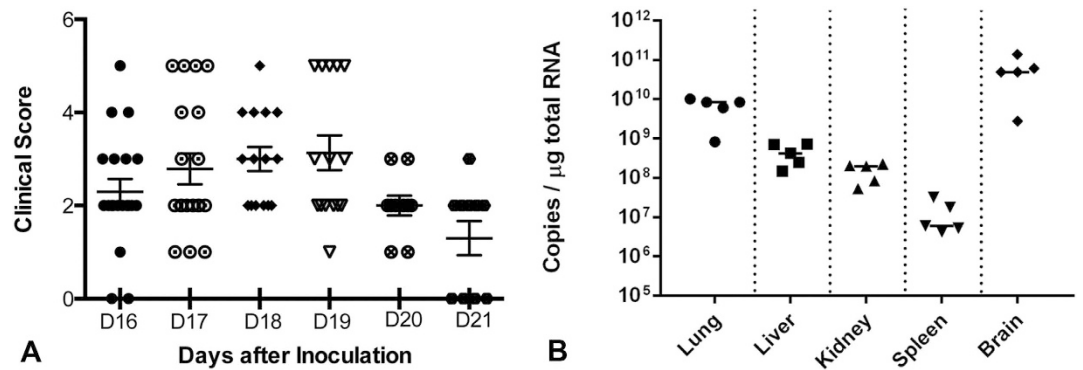 6
4
2
0
Clinical Score
D16 D17 D18 D19 D20 D21
Days after Inoculation
A
10¹²
10¹¹
10¹⁰
10⁹
10⁸
10⁷
10⁶
10⁵
Copies / μg total RNA
Lung Liver Kidney Spleen Brain
B